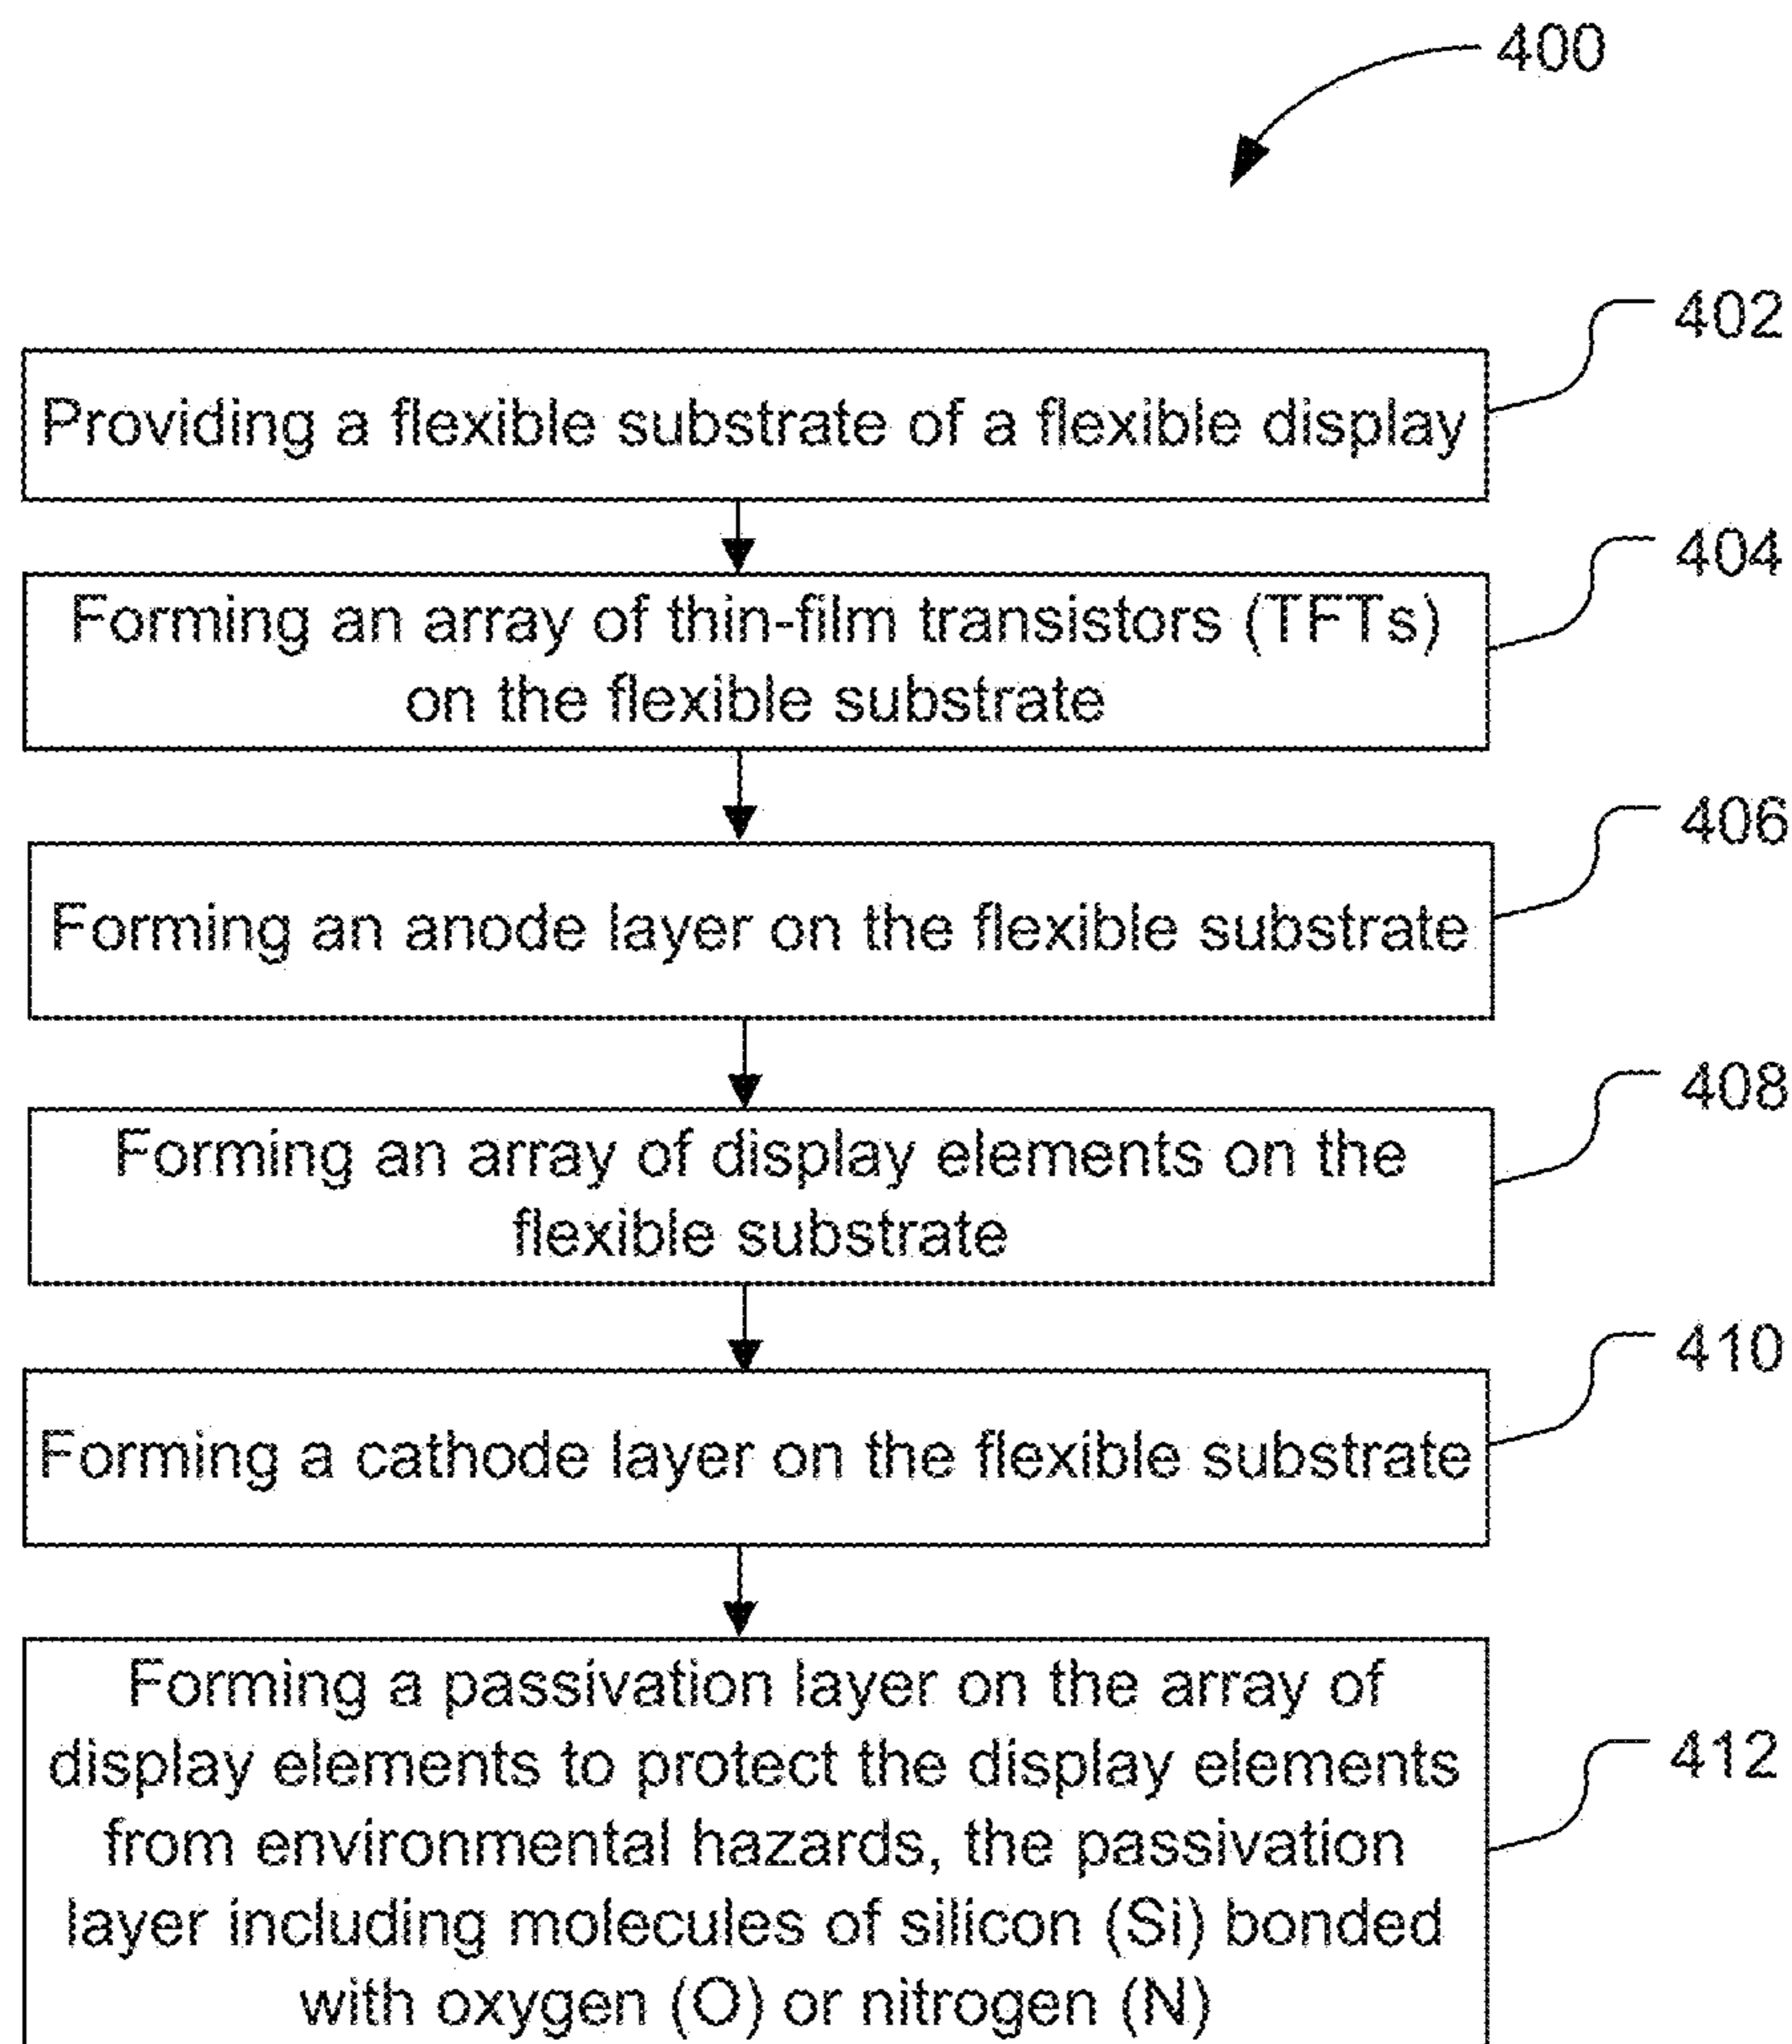 400
402
Providing a flexible substrate of a flexible display
404
Forming an array of thin-film transistors (TFTs)
on the flexible substrate
406
Forming an anode layer on the flexible substrate
408
Forming an array of display elements on the
flexible substrate
410
Forming a cathode layer on the flexible substrate
412
Forming a passivation layer on the array of
display elements to protect the display elements
from environmental hazards, the passivation
layer including molecules of silicon (Si) bonded
with oxygen (O) or nitrogen (N)